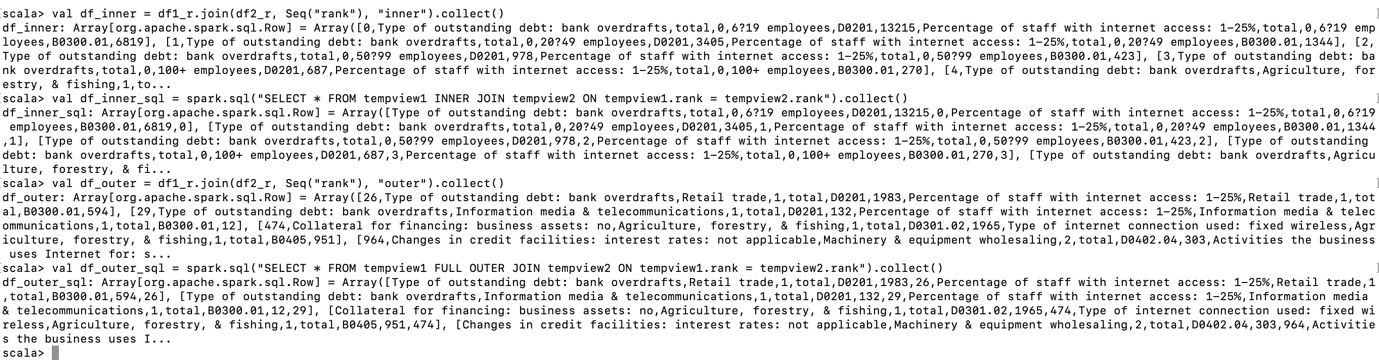 [scala> val df_inner = df1_r.join(df2_r, Seq("rank"), "inner").collect() ]
df_inner: Array[org.apache.spark.sql.Row] = Array([0,Type of outstanding debt: bank overdrafts,total,0,6?19 employees,D0201,13215,Percentage of staff with internet access: 1-25%,total,0,6?19 emp
loyees,B0300.01,6819], [1,Type of outstanding debt: bank overdrafts,total,0,20?49 employees,D0201,3405,Percentage of staff with internet access: 1-25%,total,0,20?49 employees,B0300.01,1344], [2,
Type of outstanding debt: bank overdrafts,total,0,50?99 employees,D0201,978,Percentage of staff with internet access: 1-25%,total,0,50?99 employees,B0300.01,423], [3,Type of outstanding debt: ba
nk overdrafts,total,0,100+ employees,D0201,687,Percentage of staff with internet access: 1-25%,total,0,100+ employees,B0300.01,270], [4,Type of outstanding debt: bank overdrafts,Agriculture, for
estry, & fishing,1,to...
[scala> val df_inner_sql = spark.sql("SELECT * FROM tempview1 INNER JOIN tempview2 ON tempview1.rank = tempview2.rank").collect() ]
df_inner_sql: Array[org.apache.spark.sql.Row] = Array([Type of outstanding debt: bank overdrafts,total,0,6?19 employees,D0201,13215,0,Percentage of staff with internet access: 1-25%,total,0,6?19
 employees,B0300.01,6819,0], [Type of outstanding debt: bank overdrafts,total,0,20?49 employees,D0201,3405,1,Percentage of staff with internet access: 1-25%,total,0,20?49 employees,B0300.01,1344
,1], [Type of outstanding debt: bank overdrafts,total,0,50?99 employees,D0201,978,2,Percentage of staff with internet access: 1-25%,total,0,50?99 employees,B0300.01,423,2], [Type of outstanding
debt: bank overdrafts,total,0,100+ employees,D0201,687,3,Percentage of staff with internet access: 1-25%,total,0,100+ employees,B0300.01,270,3], [Type of outstanding debt: bank overdrafts,Agricu
lture, forestry, & fi...
[scala> val df_outer = df1_r.join(df2_r, Seq("rank"), "outer").collect() ]
df_outer: Array[org.apache.spark.sql.Row] = Array([26,Type of outstanding debt: bank overdrafts,Retail trade,1,total,D0201,1983,Percentage of staff with internet access: 1-25%,Retail trade,1,tot
al,B0300.01,594], [29,Type of outstanding debt: bank overdrafts,Information media & telecommunications,1,total,D0201,132,Percentage of staff with internet access: 1-25%,Information media & telec
ommunications,1,total,B0300.01,12], [474,Collateral for financing: business assets: no,Agriculture, forestry, & fishing,1,total,D0301.02,1965,Type of internet connection used: fixed wireless,Agr
iculture, forestry, & fishing,1,total,B0405,951], [964,Changes in credit facilities: interest rates: not applicable,Machinery & equipment wholesaling,2,total,D0402.04,303,Activities the business
 uses Internet for: s...
[scala> val df_outer_sql = spark.sql("SELECT * FROM tempview1 FULL OUTER JOIN tempview2 ON tempview1.rank = tempview2.rank").collect() ]
df_outer_sql: Array[org.apache.spark.sql.Row] = Array([Type of outstanding debt: bank overdrafts,Retail trade,1,total,D0201,1983,26,Percentage of staff with internet access: 1-25%,Retail trade,1
,total,B0300.01,594,26], [Type of outstanding debt: bank overdrafts,Information media & telecommunications,1,total,D0201,132,29,Percentage of staff with internet access: 1-25%,Information media
& telecommunications,1,total,B0300.01,12,29], [Collateral for financing: business assets: no,Agriculture, forestry, & fishing,1,total,D0301.02,1965,474,Type of internet connection used: fixed wi
reless,Agriculture, forestry, & fishing,1,total,B0405,951,474], [Changes in credit facilities: interest rates: not applicable,Machinery & equipment wholesaling,2,total,D0402.04,303,964,Activitie
s the business uses I...
scala>